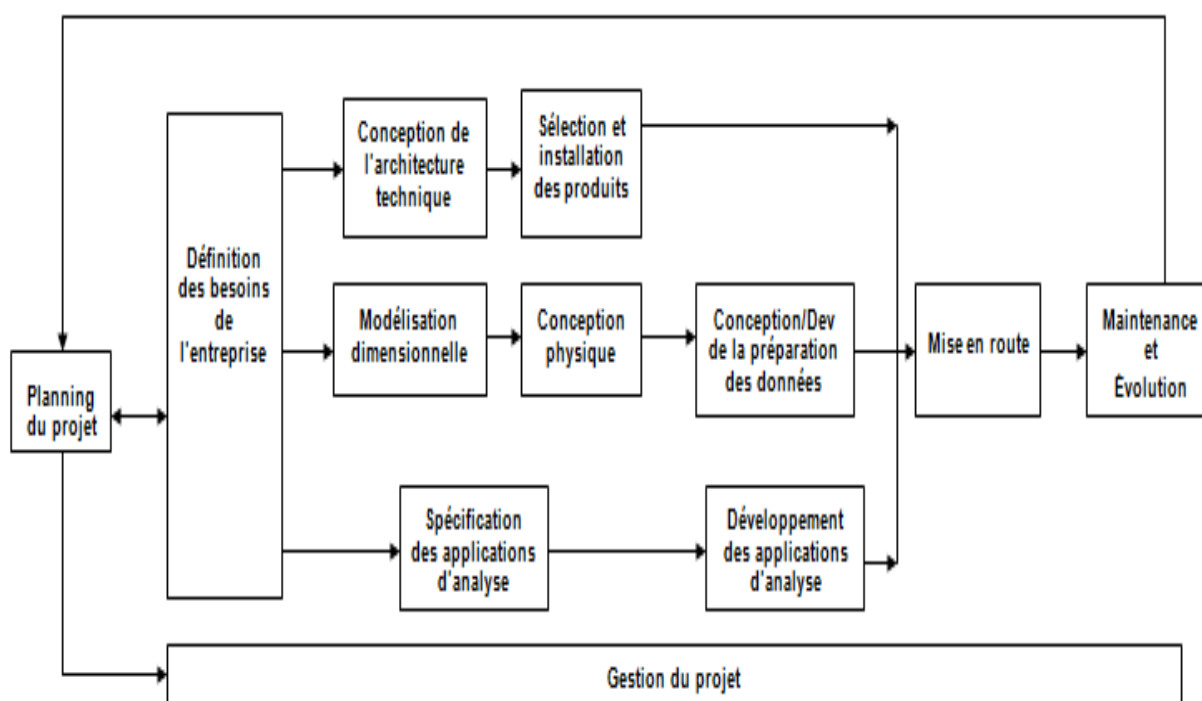 Conception de
l'architecture
technique
Sélection et
installation
des produits
Définition
des besoins
de
l'entreprise
Modélisation
dimensionnelle
Conception
physique
Conception/Dev
de la préparation
des données
Mise en route
Maintenance
et
Évolution
Planning
du projet
Spécification
des applications
d'analyse
Développement
des applications
d'analyse
Gestion du projet